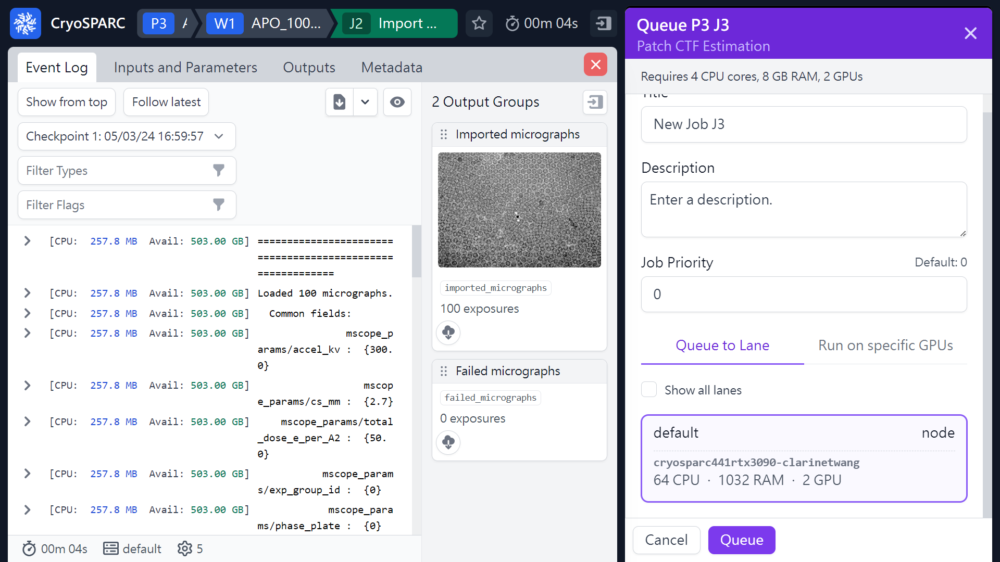 CryoSPARC
P3
W1 APO_100...
J2 Import ...
00m 04s
Event Log
Inputs and Parameters
Outputs
Metadata
Show from top
Follow latest
Checkpoint 1: 05/03/24 16:59:57
Filter Types
Filter Flags
[CPU: 257.8 MB Avail: 503.00 GB] =======================
=======================
=============
[CPU: 257.8 MB Avail: 503.00 GB] Loaded 100 micrographs.
[CPU: 257.8 MB Avail: 503.00 GB] Common fields:
[CPU: 257.8 MB Avail: 503.00 GB] mscope_p
arams/accel_kv : {300.
0}
[CPU: 257.8 MB Avail: 503.00 GB] mscop
e_params/cs_mm : {2.7}
[CPU: 257.8 MB Avail: 503.00 GB] mscope_params/total
_dose_e_per_A2 : {50.
0}
[CPU: 257.8 MB Avail: 503.00 GB] mscope_param
s/exp_group_id : {0}
[CPU: 257.8 MB Avail: 503.00 GB] mscope_para
ms/phase_plate : {0}
00m 04s
default
5
2 Output Groups
Imported micrographs
imported_micrographs
100 exposures
Failed micrographs
failed_micrographs
0 exposures
Queue P3 J3
Patch CTF Estimation
Requires 4 CPU cores, 8 GB RAM, 2 GPUs
Title
New Job J3
Description
Enter a description.
Job Priority
Default: 0
0
Queue to Lane
Run on specific GPUs
Show all lanes
default
node
cryosparc441rtx3090-clarinetwang
64 CPU · 1032 RAM · 2 GPU
Cancel
Queue